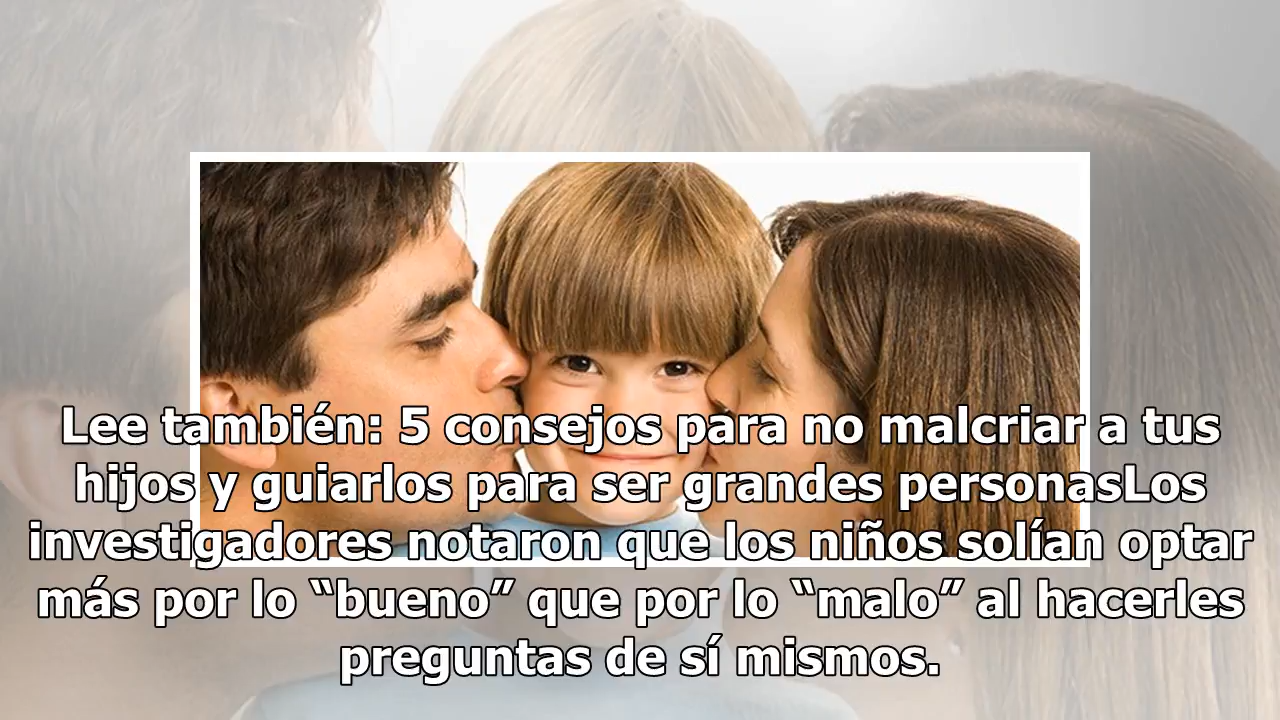 Lee también: 5 consejos para no malcriar a tus
hijos y guiarlos para ser grandes personasLos
investigadores notaron que los niños solían optar
más por lo “bueno” que por lo “malo” al hacerles
preguntas de sí mismos.